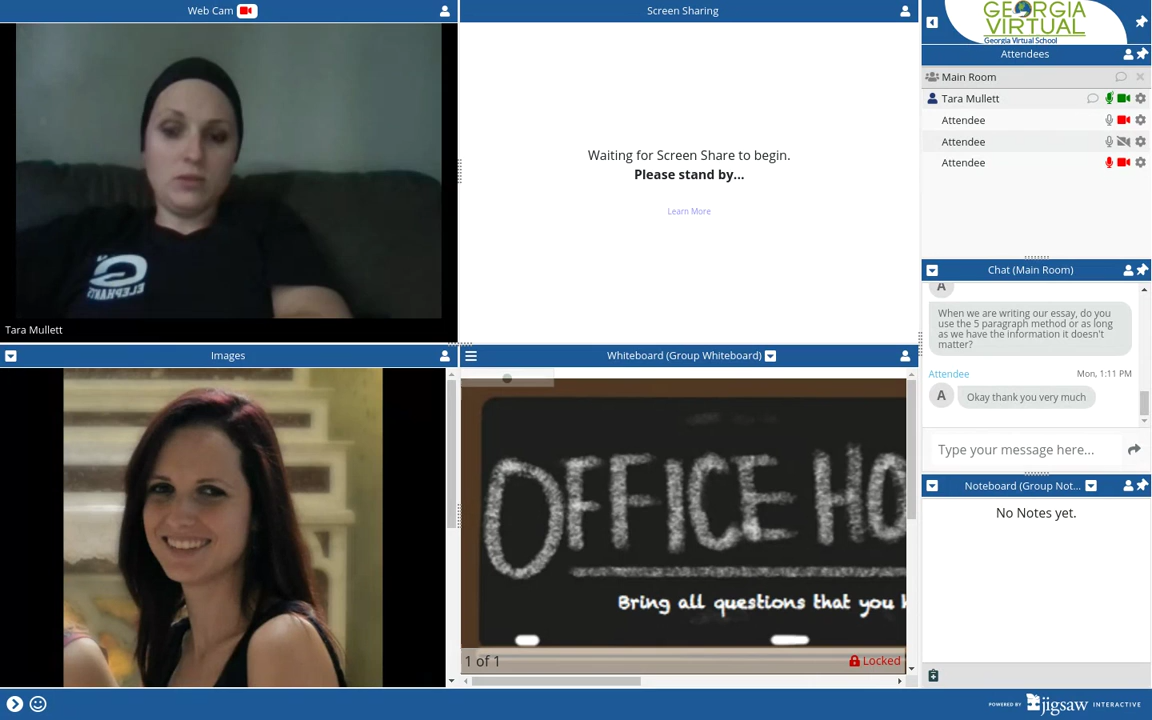 Web Cam
Screen Sharing
GEORGIA
VIRTUAL
Georgia Virtual School
Attendees
Main Room
Tara Mullett
Attendee
Attendee
Attendee
Waiting for Screen Share to begin.
Please stand by...
Learn More
ELEPHANTS
Tara Mullett
Chat (Main Room)
A
When we are writing our essay, do you
use the 5 paragraph method or as long
as we have the information it doesn't
matter?
Attendee Mon, 1:11 PM
A
Okay thank you very much
Type your message here...
Images
Whiteboard (Group Whiteboard)
OFFICE HO
Bring all questions that you h
1 of 1
Locked
Noteboard (Group Not...
No Notes yet.
POWERED BY jigsaw INTERACTIVE